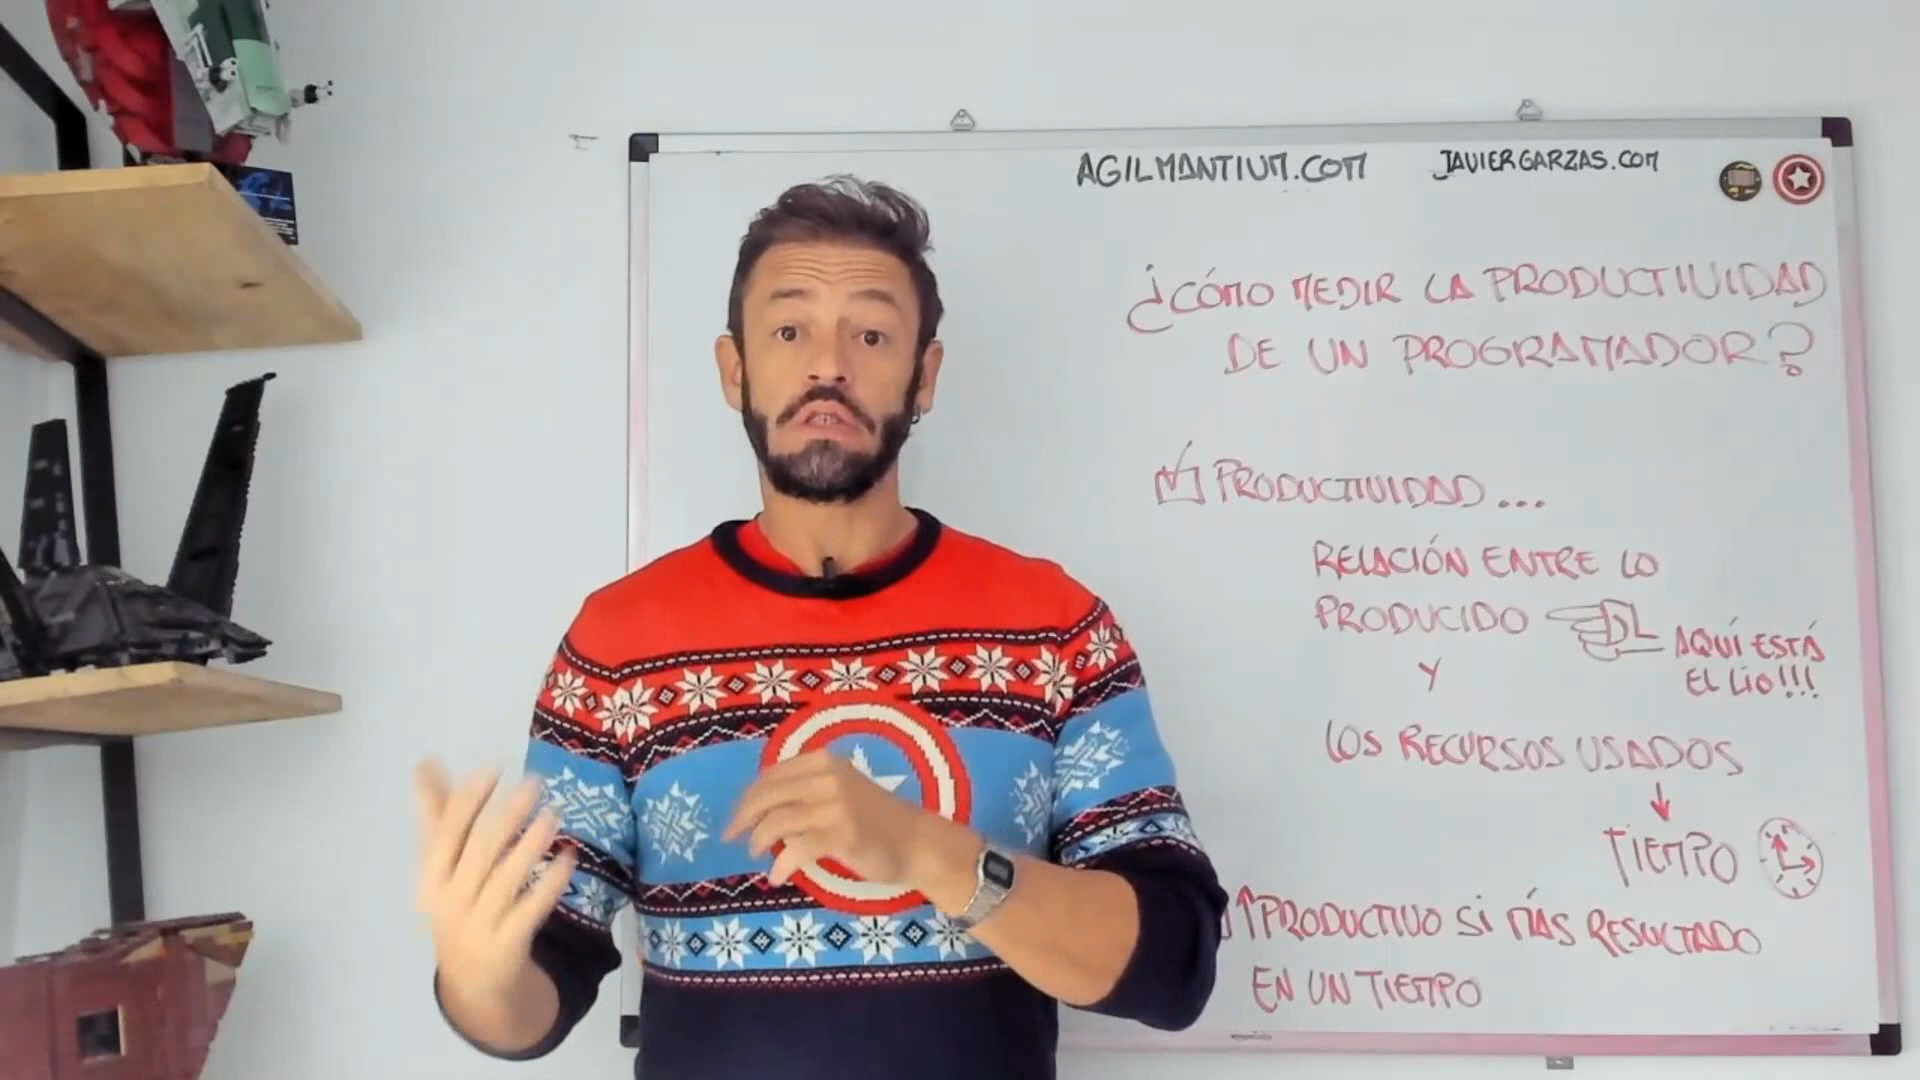 AGILMANTIUM.COM JAVIERGARZAS.COM
¿CÓMO MEDIR LA PRODUCTIVIDAD
DE UN PROGRAMADOR?
PRODUCTIVIDAD...
RELACIÓN ENTRE LO
PRODUCIDO
AQUÍ ESTÁ
EL LIO!!!
Y
LOS RECURSOS USADOS
TIEMPO
↑PRODUCTIVO SI MÁS RESULTADO
EN UN TIEMPO